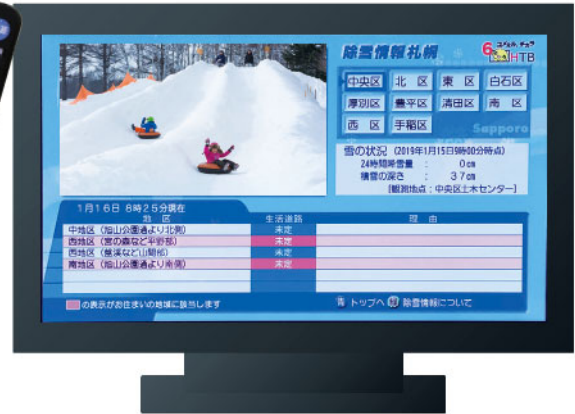 除雪情報札幌
HTB
中央区 北 区 東 区 白石区
厚別区 豊平区 清田区 南 区
西 区 手稲区
Sapporo
雪の状況 (2019年1月15日9時00分時点)
24時間降雪量 : 0cm
積雪の深さ : 37cm
[観測地点:中央区土木センター]
1月16日 8時25分現在
地 区 生活道路 理 由
中地区(旭山公園通より北側) 未定
西地区(宮の森など平野部) 未定
西地区(盤渓など山間部) 未定
南地区(旭山公園通より南側) 未定
の表示がお住まいの地域に該当します
青 トップへ 除雪情報について